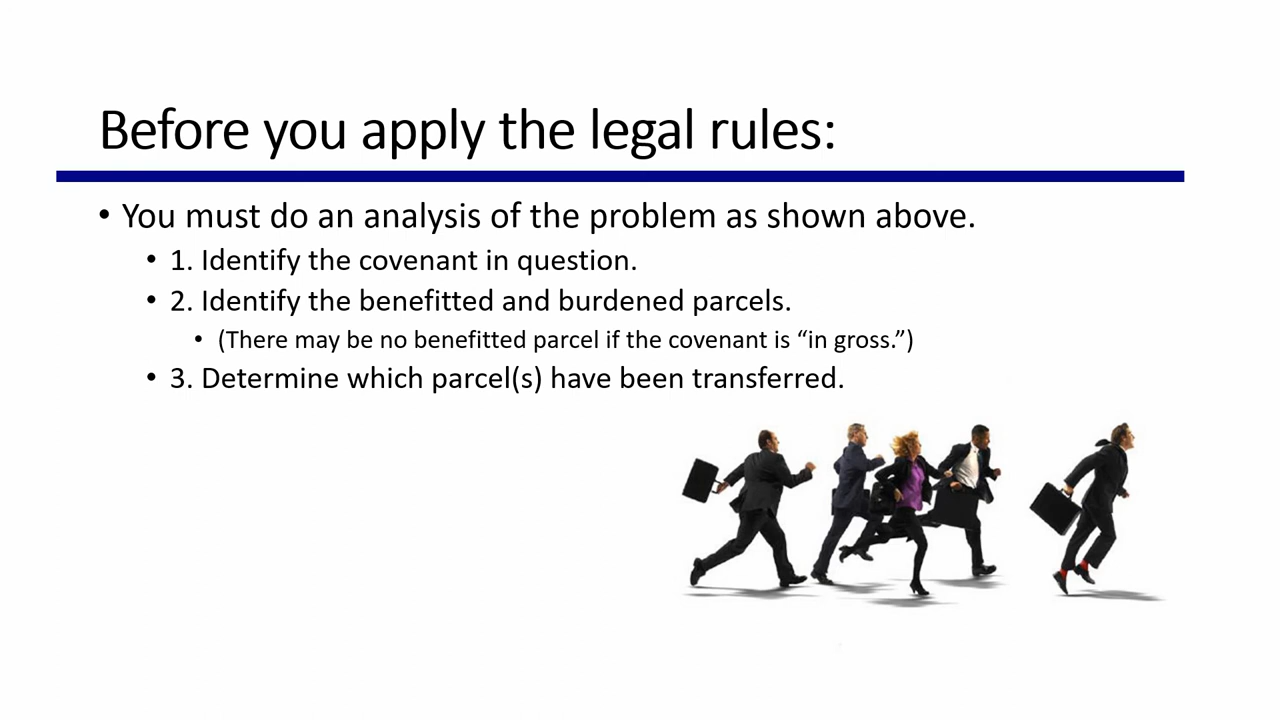 Before you apply the legal rules:
• You must do an analysis of the problem as shown above.
• 1. Identify the covenant in question.
• 2. Identify the benefitted and burdened parcels.
• (There may be no benefitted parcel if the covenant is “in gross.”)
• 3. Determine which parcel(s) have been transferred.